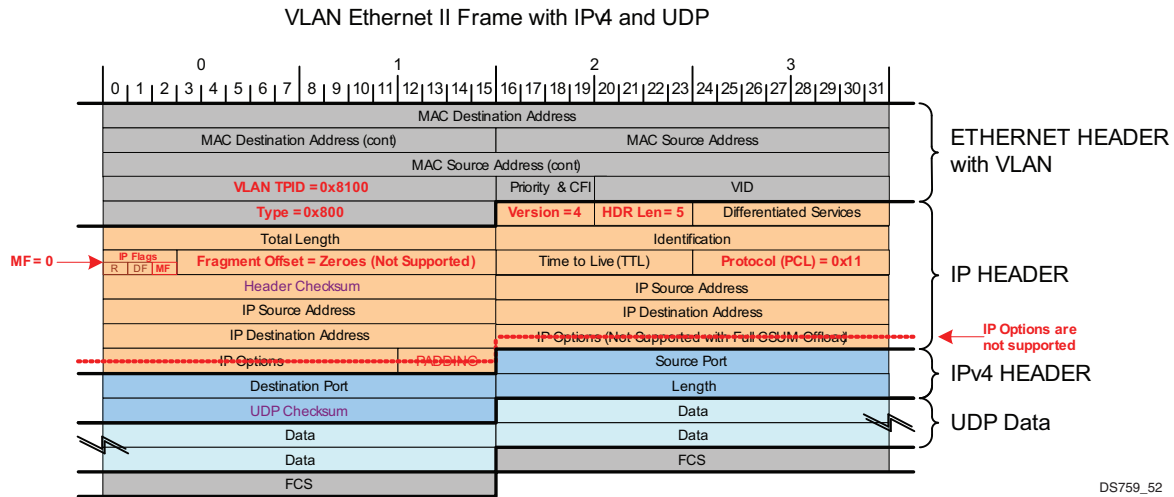 VLAN Ethernet II Frame with IPv4 and UDP
0 1 2 3
0 1 2 3 4 5 6 7 8 9 10 11 12 13 14 15 16 17 18 19 20 21 22 23 24 25 26 27 28 29 30 31
MAC Destination Address
MAC Destination Address (cont) MAC Source Address
ETHERNET HEADER
with VLAN
MAC Source Address (cont)
VLAN TPID = 0x8100 Priority & CFI VID
Type = 0x800 Version = 4 HDR Len = 5 Differentiated Services
Total Length Identification
MF = 0
IP Flags
R DF MF
Fragment Offset = Zeroes (Not Supported) Time to Live (TTL) Protocol (PCL) = 0x11
IP HEADER
Header Checksum IP Source Address
IP Source Address IP Destination Address
IP Destination Address IP Options (Not Supported with Full CSUM Offload)
IP Options are
not supported
IP Options PADDING Source Port
IPv4 HEADER
Destination Port Length
UDP Checksum Data
UDP Data
Data Data
Data FCS
FCS
DS759_52